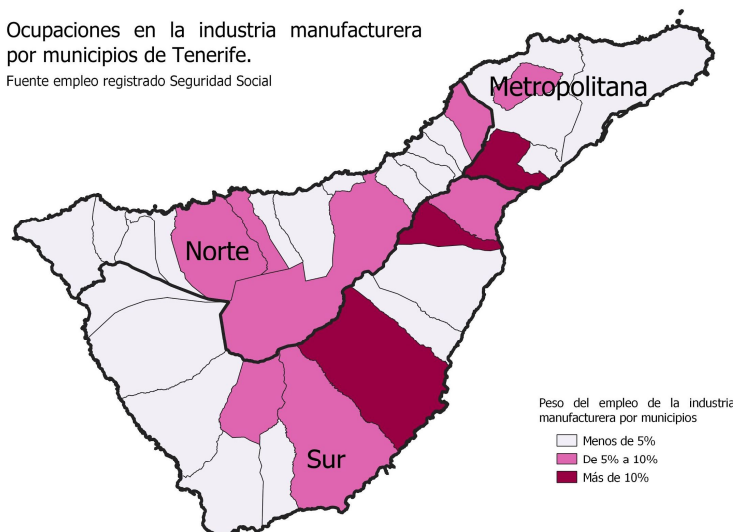 Ocupaciones en la industria manufacturera
por municipios de Tenerife.
Fuente empleo registrado Seguridad Social
Metropolitana
Norte
Sur
Peso del empleo de la industria
manufacturera por municipios
Menos de 5%
De 5% a 10%
Más de 10%